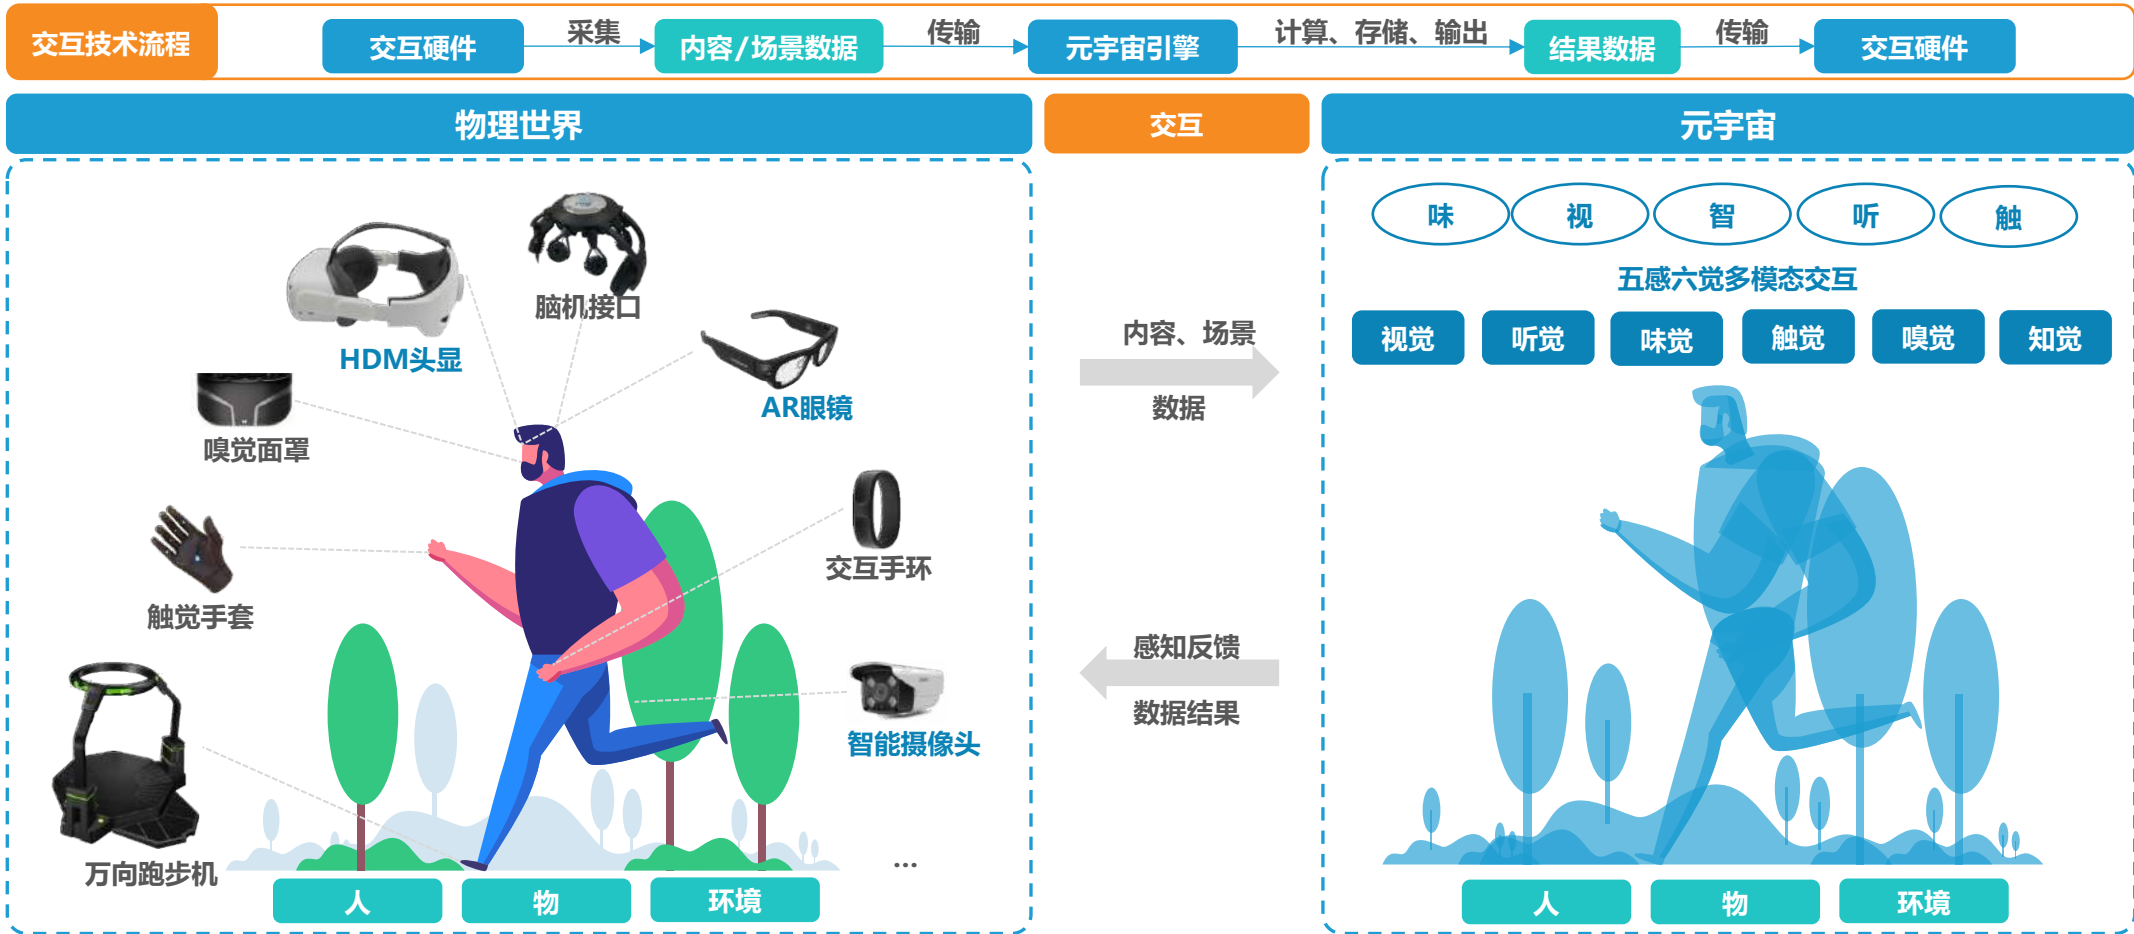 交互技术流程
交互硬件
采集
内容/场景数据
传输
元宇宙引擎
计算、存储、输出
结果数据
传输
交互硬件
物理世界
交互
元宇宙
脑机接口
HDM头显
AR眼镜
嗅觉面罩
交互手环
触觉手套
智能摄像头
万向跑步机
...
人
物
环境
内容、场景
数据
感知反馈
数据结果
味
视
智
听
触
五感六觉多模态交互
视觉
听觉
味觉
触觉
嗅觉
知觉
人
物
环境